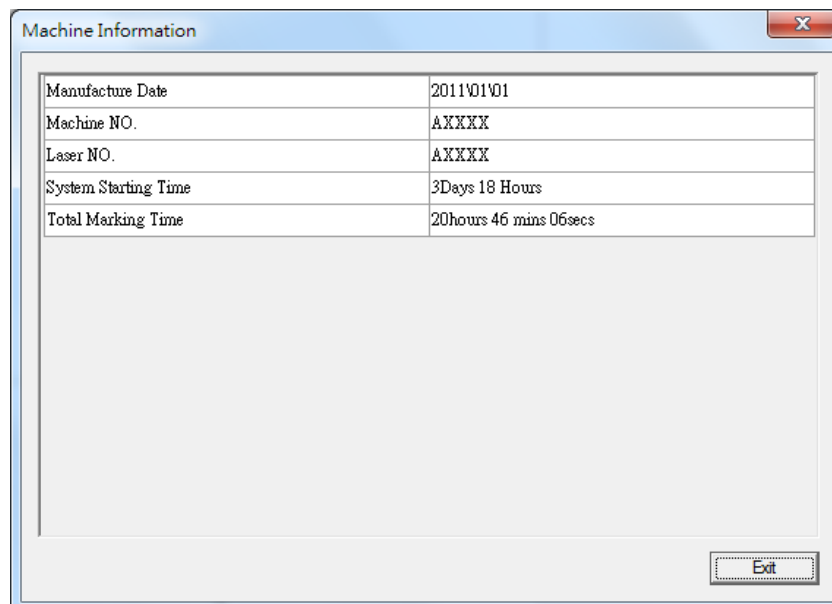 Machine Information
X
Manufacture Date 2011\01\01
Machine NO. AXXXX
Laser NO. AXXXX
System Starting Time 3Days 18 Hours
Total Marking Time 20hours 46 mins 06secs
Exit